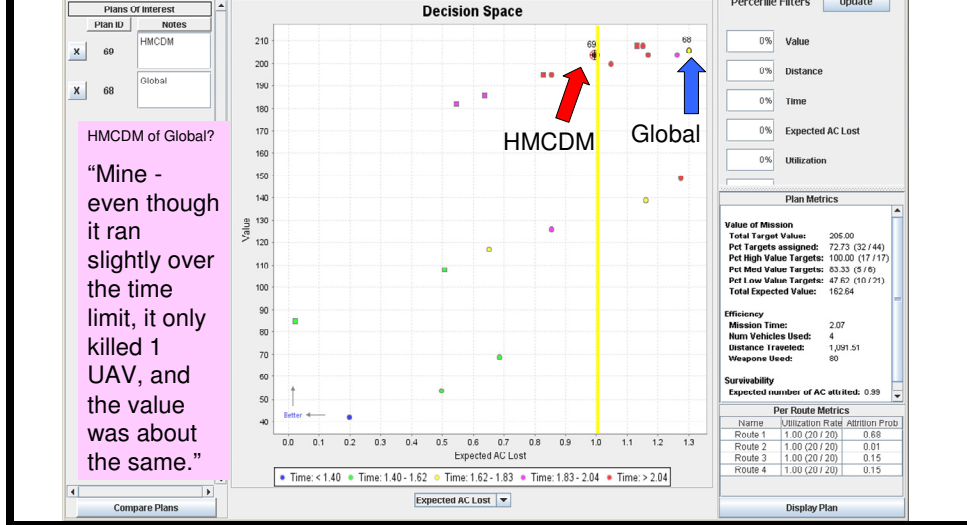 Plans Of Interest
Plan ID Notes
X 69 HMCDM
X 68 Global
HMCDM of Global?
“Mine -
even though
it ran
slightly over
the time
limit, it only
killed 1
UAV, and
the value
was about
the same.”
Compare Plans
Decision Space
Value
210
200
190
180
170
160
150
140
130
120
110
100
90
80
70
60
50
40
69
68
HMCDM
Global
Better
0.0 0.1 0.2 0.3 0.4 0.5 0.6 0.7 0.8 0.9 1.0 1.1 1.2 1.3
Expected AC Lost
Time: < 1.40 Time: 1.40 - 1.62 Time: 1.62 - 1.83 Time: 1.83 - 2.04 Time: > 2.04
Expected AC Lost
Percentile Filters Update
0% Value
0% Distance
0% Time
0% Expected AC Lost
0% Utilization
Plan Metrics
Value of Mission
Total Target Value: 205.00
Pct Targets assigned: 72.73 (32 / 44)
Pct High Value Targets: 100.00 (17 / 17)
Pct Med Value Targets: 83.33 (5 / 6)
Pct Low Value Targets: 47.62 (10 / 21)
Total Expected Value: 162.64
Efficiency
Mission Time: 2.07
Num Vehicles Used: 4
Distance Traveled: 1,091.51
Weapons Used: 80
Survivability
Expected number of AC attrited: 0.99
Per Route Metrics
Name Utilization Rate Attrition Prob
Route 1 1.00 (20 / 20) 0.68
Route 2 1.00 (20 / 20) 0.01
Route 3 1.00 (20 / 20) 0.15
Route 4 1.00 (20 / 20) 0.15
Display Plan